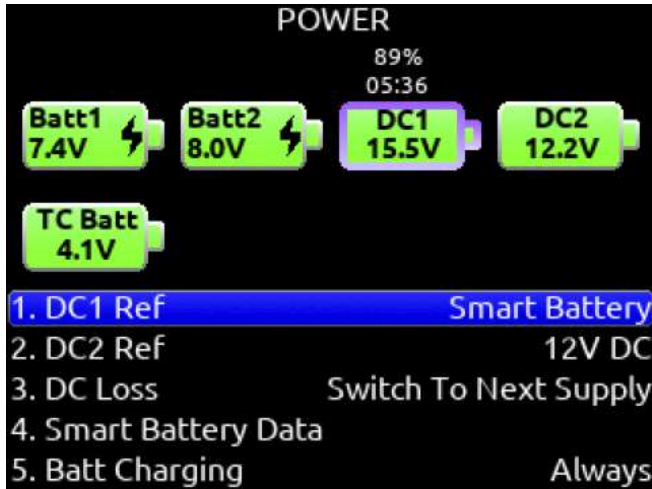 POWER
89%
05:36
Batt1 Batt2 DC1 DC2
7.4V 8.0V 15.5V 12.2V
TC Batt
4.1V
1. DC1 Ref Smart Battery
2. DC2 Ref 12V DC
3. DC Loss Switch To Next Supply
4. Smart Battery Data
5. Batt Charging Always